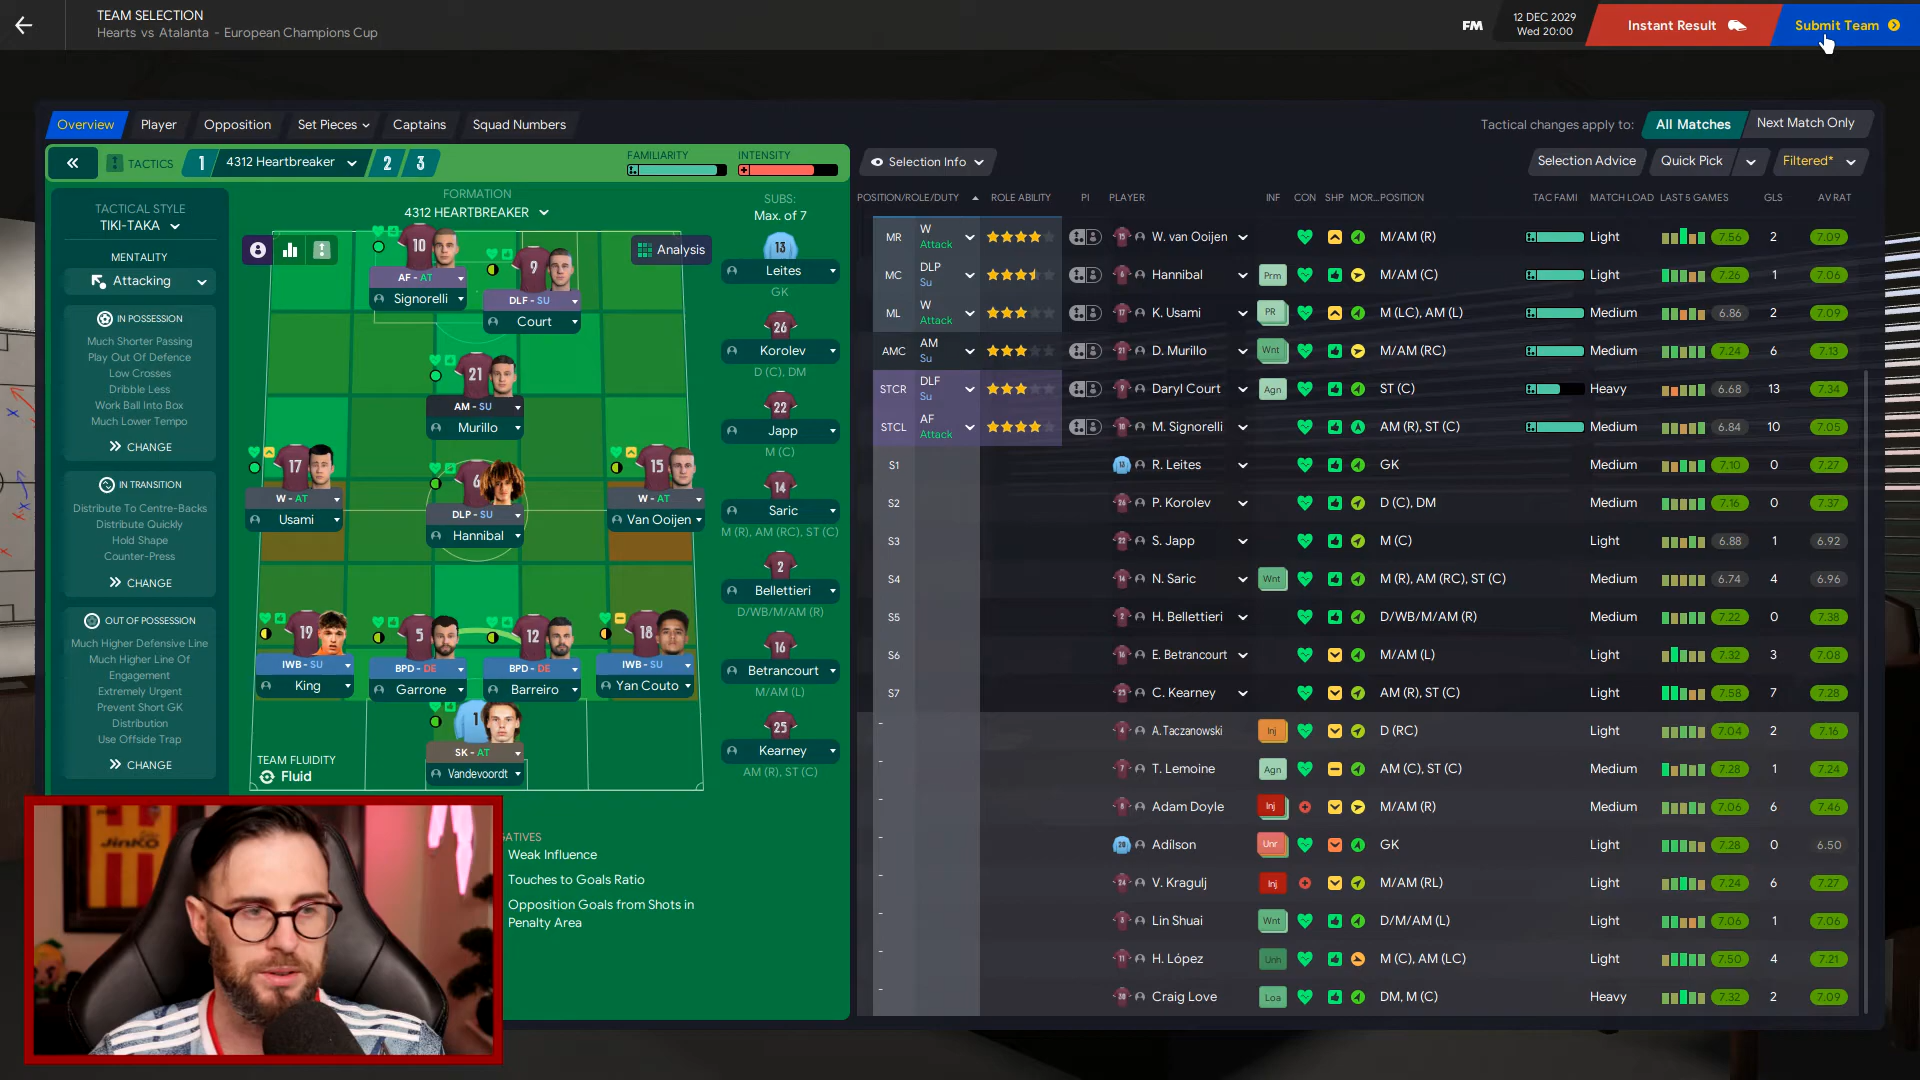 TEAM SELECTION
Hearts vs Atalanta - European Champions Cup
FM
12 DEC 2029
Wed 20:00
Instant Result
Submit Team
Overview
Player
Opposition
Set Pieces
Captains
Squad Numbers
Tactical changes apply to:
All Matches
Next Match Only
TACTICS
1
4312 Heartbreaker
2
3
FAMILIARITY
INTENSITY
Selection Info
Selection Advice
Quick Pick
Filtered*
TACTICAL STYLE
TIKI-TAKA
MENTALITY
Attacking
IN POSSESSION
Much Shorter Passing
Play Out Of Defence
Low Crosses
Dribble Less
Work Ball Into Box
Much Lower Tempo
CHANGE
IN TRANSITION
Distribute To Centre-Backs
Distribute Quickly
Hold Shape
Counter-Press
CHANGE
OUT OF POSSESSION
Much Higher Defensive Line
Much Higher Line Of
Engagement
Extremely Urgent
Prevent Short GK
Distribution
Use Offside Trap
CHANGE
FORMATION
4312 HEARTBREAKER
Analysis
10
AF - AT
Signorelli
9
DLF - SU
Court
21
AM - SU
Murillo
17
W - AT
Usami
6
DLP - SU
Hannibal
15
W - AT
Van Ooijen
19
IWB - SU
King
5
BPD - DE
Garrone
12
BPD - DE
Barreiro
18
IWB - SU
Yan Couto
1
SK - AT
Vandevoordt
TEAM FLUIDITY
Fluid
SUBS:
Max. of 7
13
Leites
GK
26
Korolev
D (C), DM
22
Japp
M (C)
14
Saric
M (R), AM (RC), ST (C)
2
Bellettieri
D/WB/M/AM (R)
16
Betrancourt
M/AM (L)
25
Kearney
AM (R), ST (C)
GATIVES
Weak Influence
Touches to Goals Ratio
Opposition Goals from Shots in
Penalty Area
JinKO
POSITION/ROLE/DUTY ROLE ABILITY PI PLAYER INF CON SHP MOR... POSITION TAC FAMI MATCH LOAD LAST 5 GAMES GLS AV RAT
MR W Attack W. van Ooijen M/AM (R) Light 7.56 2 7.09
MC DLP Su Hannibal Prm M/AM (C) Light 7.26 1 7.06
ML W Attack K. Usami PR M (LC), AM (L) Medium 6.86 2 7.09
AMC AM Su D. Murillo Wnt M/AM (RC) Medium 7.24 6 7.13
STCR DLF Su Daryl Court Agn ST (C) Heavy 6.68 13 7.34
STCL AF Attack M. Signorelli AM (R), ST (C) Medium 6.84 10 7.05
S1 R. Leites GK Medium 7.10 0 7.27
S2 P. Korolev D (C), DM Medium 7.16 0 7.37
S3 S. Japp M (C) Light 6.88 1 6.92
S4 N. Saric Wnt M (R), AM (RC), ST (C) Medium 6.74 4 6.96
S5 H. Bellettieri D/WB/M/AM (R) Medium 7.22 0 7.38
S6 E. Betrancourt M/AM (L) Light 7.32 3 7.08
S7 C. Kearney AM (R), ST (C) Light 7.58 7 7.28
- A. Taczanowski Inj D (RC) Light 7.04 2 7.16
- T. Lemoine Agn AM (C), ST (C) Medium 7.28 1 7.24
- Adam Doyle Inj M/AM (R) Medium 7.06 6 7.46
- Adílson Unr GK Light 7.28 0 6.50
- V. Kragulj Inj M/AM (RL) Light 7.24 6 7.27
- Lin Shuai Wnt D/M/AM (L) Light 7.06 1 7.06
- H. López Unh M (C), AM (LC) Light 7.50 4 7.21
- Craig Love Loa DM, M (C) Heavy 7.32 2 7.09